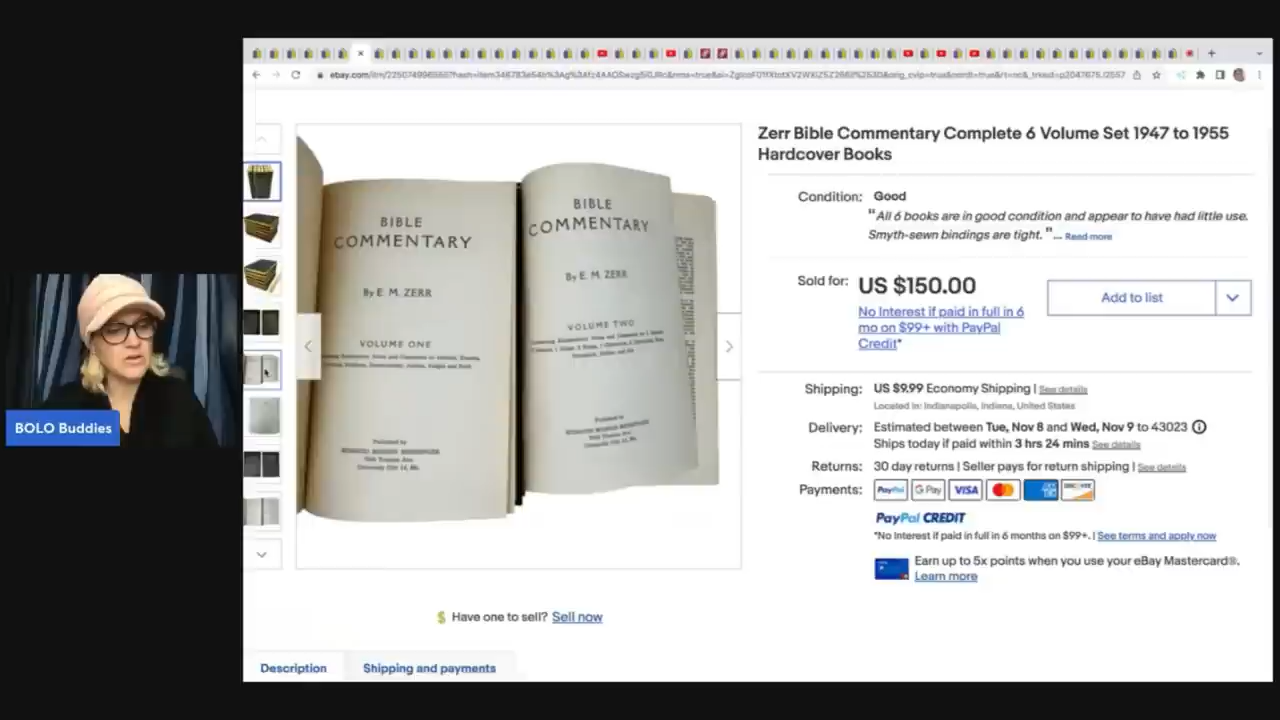 Zerr Bible Commentary Complete 6 Volume Set 1947 to 1955
Hardcover Books
Condition: Good
"All 6 books are in good condition and appear to have had little use.
Smyth-sewn bindings are tight. "... Read more
Sold for: US $150.00
Add to list
No Interest if paid in full in 6
mo on $99+ with PayPal
Credit*
Shipping: US $9.99 Economy Shipping | See details
Located in: Indianapolis, Indiana, United States
Delivery: Estimated between Tue, Nov 8 and Wed, Nov 9 to 43023
Ships today if paid within 3 hrs 24 mins See details
Returns: 30 day returns | Seller pays for return shipping | See details
Payments: PayPal G Pay VISA
PayPal CREDIT
*No Interest if paid in full in 6 months on $99+. | See terms and apply now
Earn up to 5x points when you use your eBay Mastercard®.
Learn more
BIBLE
COMMENTARY
By E. M. ZERR
VOLUME ONE
Published by
BIBLE
COMMENTARY
By E. M. ZERR
VOLUME TWO
Published by
BOLO Buddies
$ Have one to sell? Sell now
Description Shipping and payments